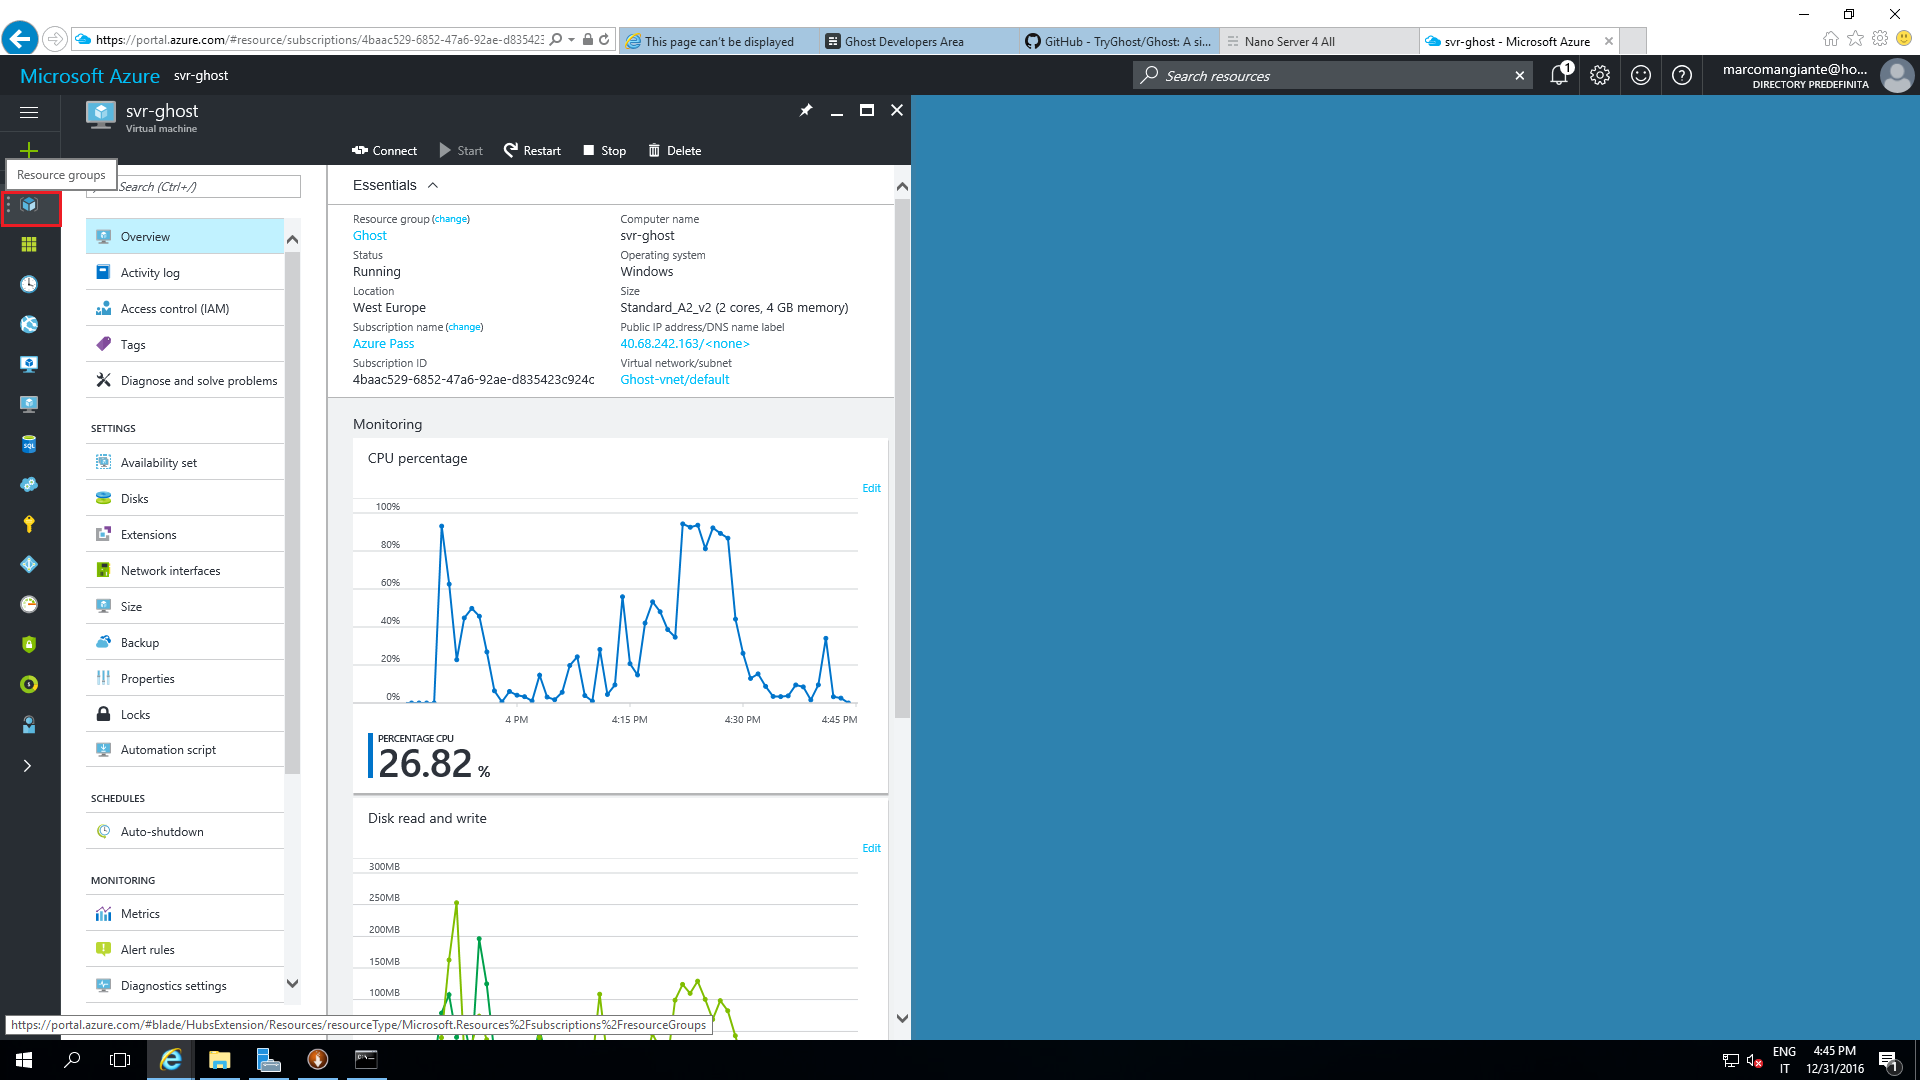 https://portal.azure.com/#resource/subscriptions/4baac529-6852-47a6-92ae-d835423
This page can't be displayed
Ghost Developers Area
GitHub - TryGhost/Ghost: A si...
Nano Server 4 All
svr-ghost - Microsoft Azure
Microsoft Azure
svr-ghost
Search resources
1
marcomangiante@ho...
DIRECTORY PREDEFINITA
svr-ghost
Virtual machine
Connect
Start
Restart
Stop
Delete
Resource groups
Search (Ctrl+/)
Overview
Activity log
Access control (IAM)
Tags
Diagnose and solve problems
SETTINGS
Availability set
Disks
Extensions
Network interfaces
Size
Backup
Properties
Locks
Automation script
SCHEDULES
Auto-shutdown
MONITORING
Metrics
Alert rules
Diagnostics settings
SQL
Essentials
Resource group (change)
Ghost
Status
Running
Location
West Europe
Subscription name (change)
Azure Pass
Subscription ID
4baac529-6852-47a6-92ae-d835423c924c
Computer name
svr-ghost
Operating system
Windows
Size
Standard_A2_v2 (2 cores, 4 GB memory)
Public IP address/DNS name label
40.68.242.163/<none>
Virtual network/subnet
Ghost-vnet/default
Monitoring
CPU percentage
Edit
100%
80%
60%
40%
20%
0%
4 PM
4:15 PM
4:30 PM
4:45 PM
PERCENTAGE CPU
26.82 %
Disk read and write
Edit
300MB
250MB
200MB
150MB
100MB
https://portal.azure.com/#blade/HubsExtension/Resources/resourceType/Microsoft.Resources%2Fsubscriptions%2FresourceGroups
ENG
IT
4:45 PM
12/31/2016
1